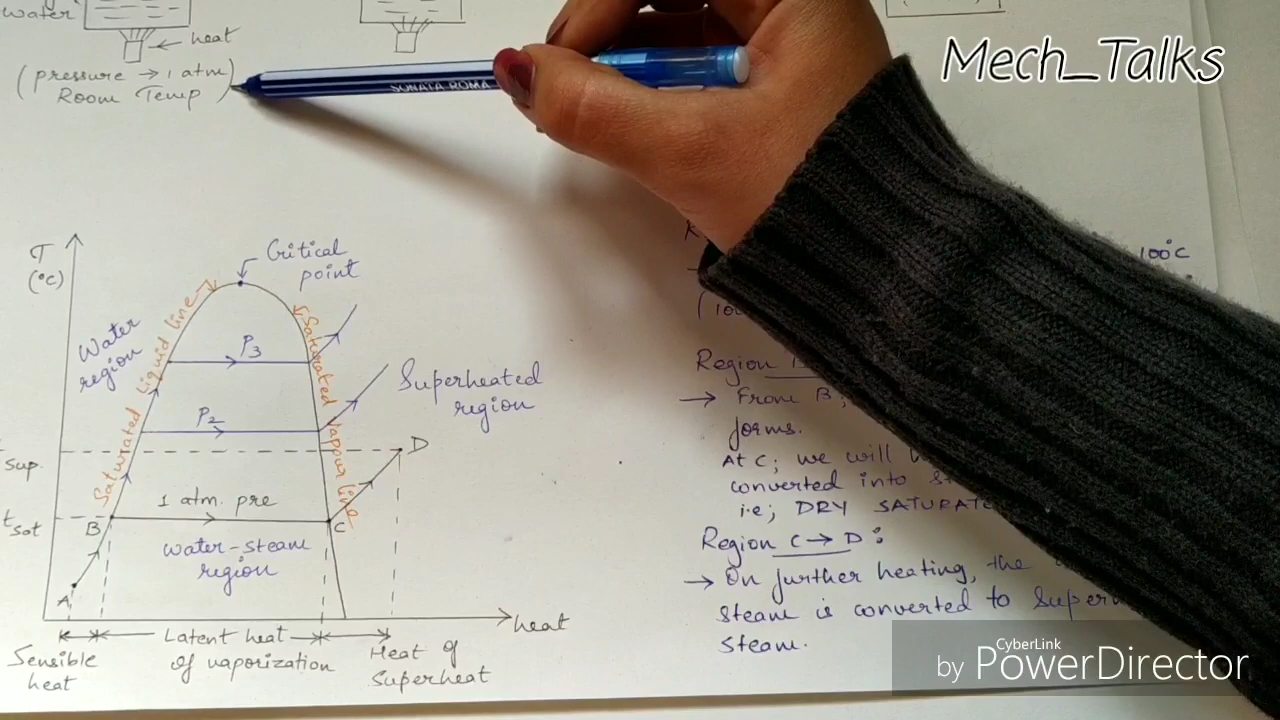 water
heat
(pressure → 1 atm)
Room Temp
Mech_Talks
SONATA ROMA
T
(°C)
Critical
point
Water
region
Saturated liquid line
Saturated vapour line
P3
P2
Superheated
region
Sup.
D
1 atm. pre
tsat
B
C
water-steam
region
A
heat
Latent heat
of vaporization
Sensible
heat
Heat of
Superheat
100°C
Region
→ From B;
forms.
At C; we will
converted into
i.e; DRY
Region C → D:
→ On further heating, the
steam is converted to
steam.
CyberLink
by PowerDirector